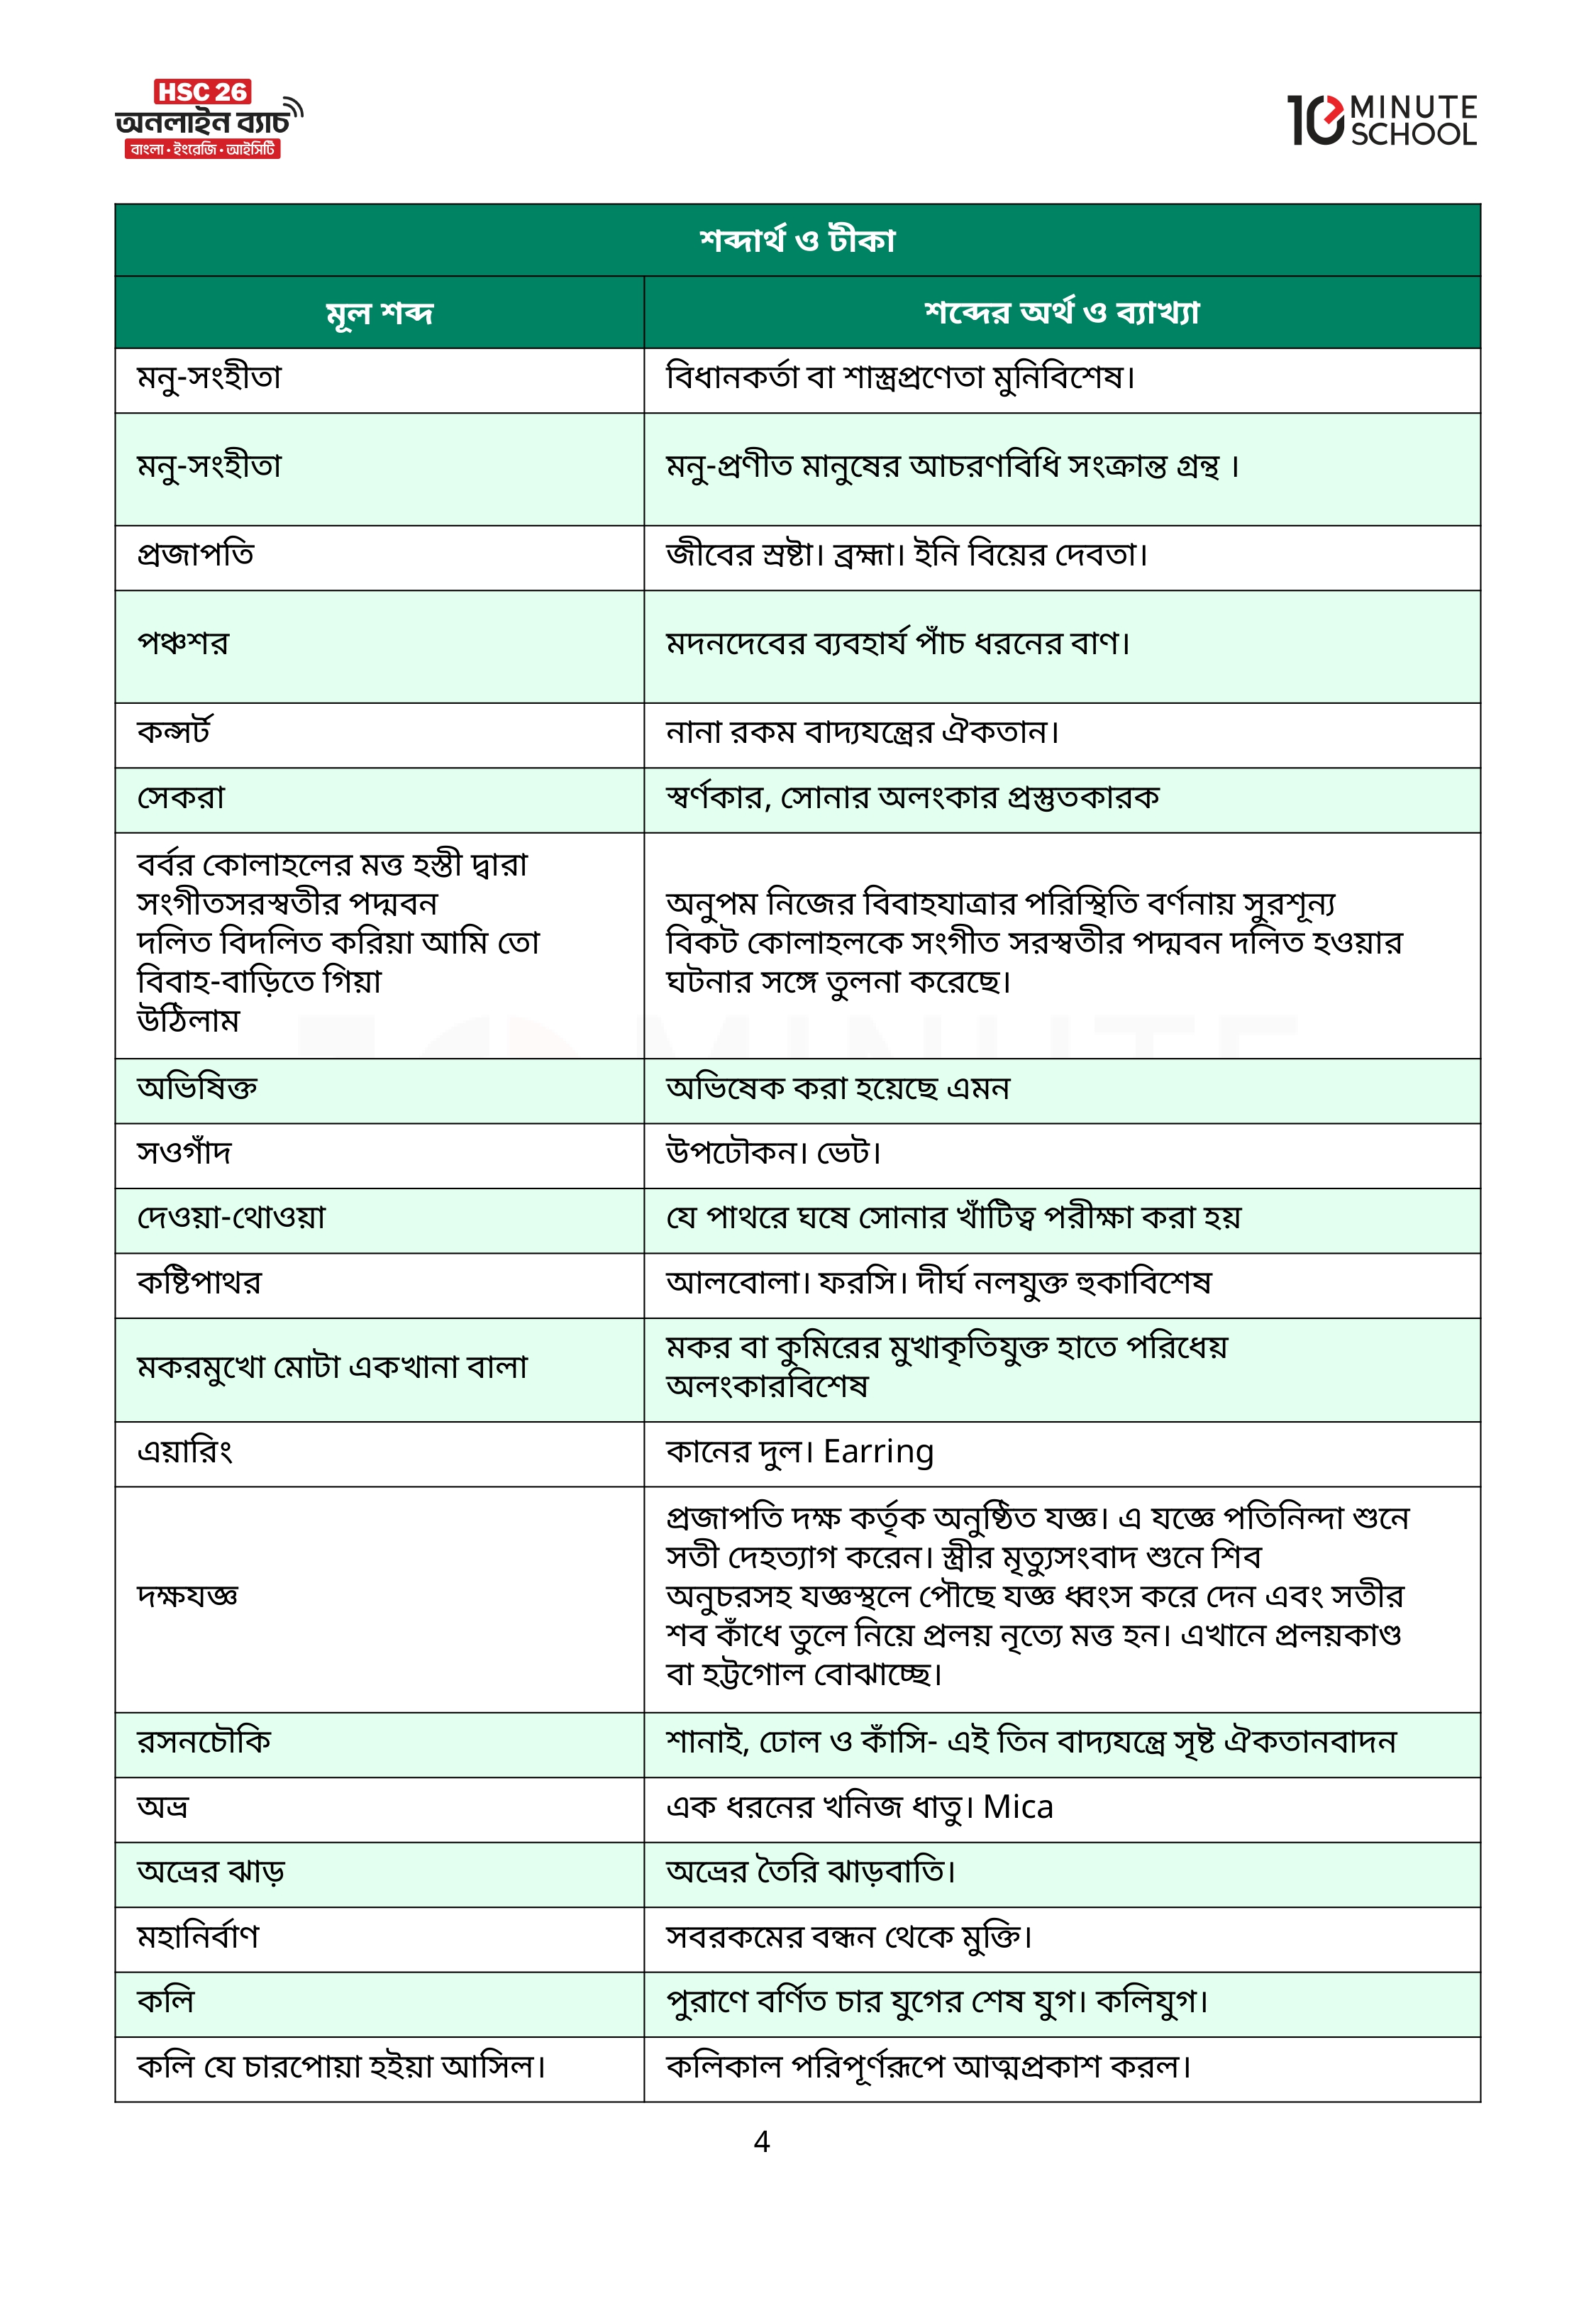 HSC 26
অনলাইন ব্যাচ
বাংলা • ইংরেজি • আইসিটি
10 MINUTE SCHOOL
শব্দার্থ ও টীকা
মূল শব্দ
শব্দের অর্থ ও ব্যাখ্যা
মনু-সংহীতা
বিধানকর্তা বা শাস্ত্রপ্রণেতা মুনিবিশেষ।
মনু-সংহীতা
মনু-প্রণীত মানুষের আচরণবিধি সংক্রান্ত গ্রন্থ ।
প্রজাপতি
জীবের স্রষ্টা। ব্রহ্মা। ইনি বিয়ের দেবতা।
পঞ্চশর
মদনদেবের ব্যবহার্য পাঁচ ধরনের বাণ।
কন্সর্ট
নানা রকম বাদ্যযন্ত্রের ঐকতান।
সেকরা
স্বর্ণকার, সোনার অলংকার প্রস্তুতকারক
বর্বর কোলাহলের মত্ত হস্তী দ্বারা
সংগীতসরস্বতীর পদ্মবন
দলিত বিদলিত করিয়া আমি তো
বিবাহ-বাড়িতে গিয়া
উঠিলাম
অনুপম নিজের বিবাহযাত্রার পরিস্থিতি বর্ণনায় সুরশূন্য
বিকট কোলাহলকে সংগীত সরস্বতীর পদ্মবন দলিত হওয়ার
ঘটনার সঙ্গে তুলনা করেছে।
অভিষিক্ত
অভিষেক করা হয়েছে এমন
সওগাঁদ
উপঢৌকন। ভেট।
দেওয়া-থোওয়া
যে পাথরে ঘষে সোনার খাঁটিত্ব পরীক্ষা করা হয়
কষ্টিপাথর
আলবোলা। ফরসি। দীর্ঘ নলযুক্ত হুকাবিশেষ
মকরমুখো মোটা একখানা বালা
মকর বা কুমিরের মুখাকৃতিযুক্ত হাতে পরিধেয়
অলংকারবিশেষ
এয়ারিং
কানের দুল। Earring
দক্ষযজ্ঞ
প্রজাপতি দক্ষ কর্তৃক অনুষ্ঠিত যজ্ঞ। এ যজ্ঞে পতিনিন্দা শুনে
সতী দেহত্যাগ করেন। স্ত্রীর মৃত্যুসংবাদ শুনে শিব
অনুচরসহ যজ্ঞস্থলে পৌছে যজ্ঞ ধ্বংস করে দেন এবং সতীর
শব কাঁধে তুলে নিয়ে প্রলয় নৃত্যে মত্ত হন। এখানে প্রলয়কাণ্ড
বা হট্টগোল বোঝাচ্ছে।
রসনচৌকি
শানাই, ঢোল ও কাঁসি- এই তিন বাদ্যযন্ত্রে সৃষ্ট ঐকতানবাদন
অভ্র
এক ধরনের খনিজ ধাতু। Mica
অভ্রের ঝাড়
অভ্রের তৈরি ঝাড়বাতি।
মহানির্বাণ
সবরকমের বন্ধন থেকে মুক্তি।
কলি
পুরাণে বর্ণিত চার যুগের শেষ যুগ। কলিযুগ।
কলি যে চারপোয়া হইয়া আসিল।
কলিকাল পরিপূর্ণরূপে আত্মপ্রকাশ করল।
4